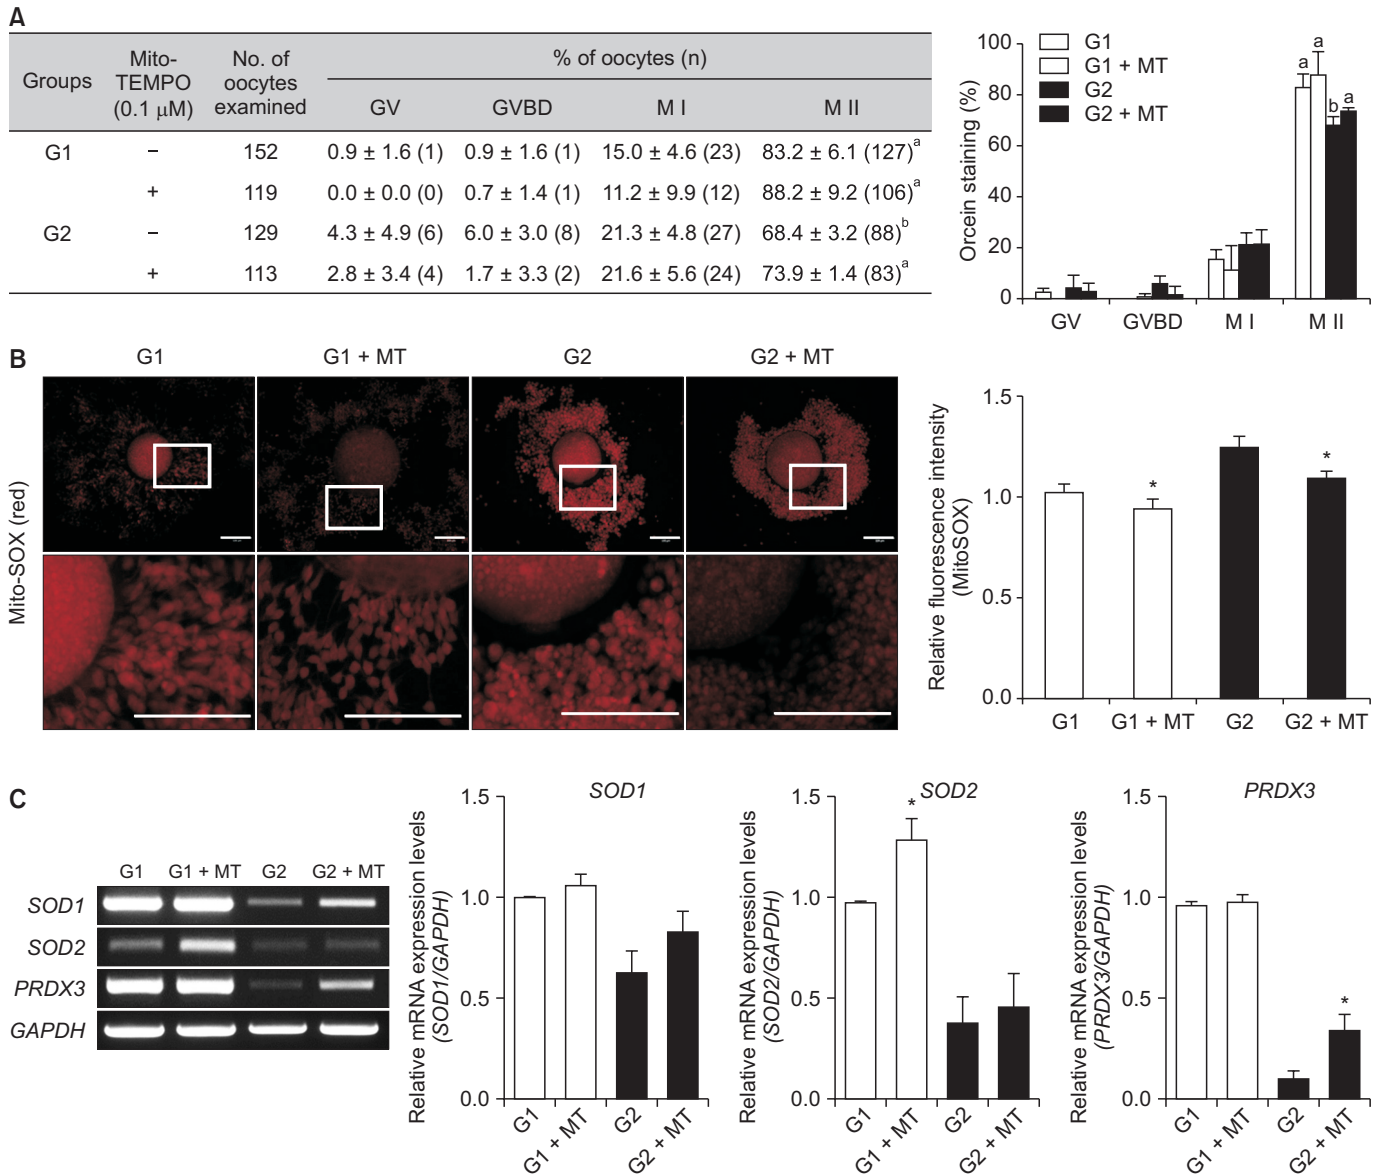 A
Groups Mito-TEMPO (0.1 μM) No. of oocytes examined % of oocytes (n)
GV GVBD M I M II
G1 – 152 0.9 ± 1.6 (1) 0.9 ± 1.6 (1) 15.0 ± 4.6 (23) 83.2 ± 6.1 (127)a
+ 119 0.0 ± 0.0 (0) 0.7 ± 1.4 (1) 11.2 ± 9.9 (12) 88.2 ± 9.2 (106)a
G2 – 129 4.3 ± 4.9 (6) 6.0 ± 3.0 (8) 21.3 ± 4.8 (27) 68.4 ± 3.2 (88)b
+ 113 2.8 ± 3.4 (4) 1.7 ± 3.3 (2) 21.6 ± 5.6 (24) 73.9 ± 1.4 (83)a
Orcein staining (%)
100
80
60
40
20
0
G1
G1 + MT
G2
G2 + MT
a a b a
GV GVBD M I M II
B
G1 G1 + MT G2 G2 + MT
Mito-SOX (red)
Relative fluorescence intensity
(MitoSOX)
1.5
1.0
0.5
0.0
* *
G1 G1 + MT G2 G2 + MT
C
G1 G1 + MT G2 G2 + MT
SOD1
SOD2
PRDX3
GAPDH
SOD1
Relative mRNA expression levels
(SOD1/GAPDH)
1.5
1.0
0.5
0.0
G1 G1 + MT G2 G2 + MT
SOD2
Relative mRNA expression levels
(SOD2/GAPDH)
1.5
1.0
0.5
0.0
*
G1 G1 + MT G2 G2 + MT
PRDX3
Relative mRNA expression levels
(PRDX3/GAPDH)
1.5
1.0
0.5
0.0
*
G1 G1 + MT G2 G2 + MT